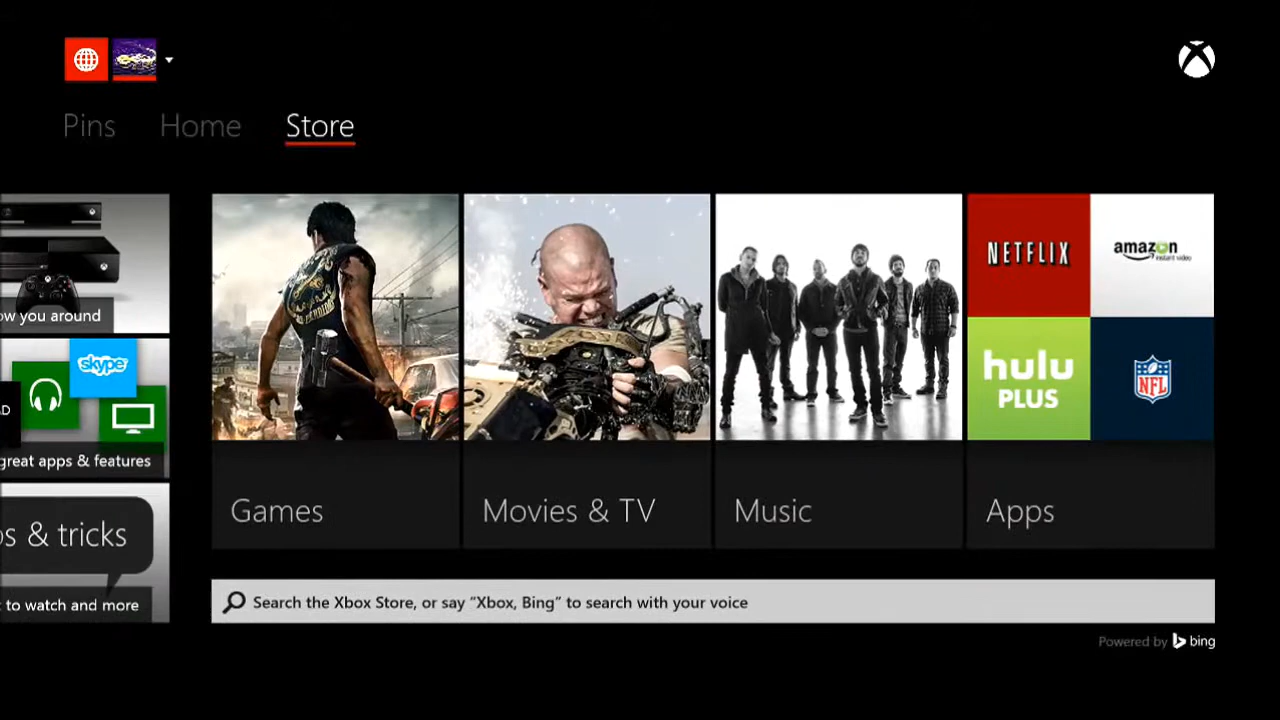 Pins Home Store
ow you around
skype
D
great apps & features
s & tricks
t to watch and more
NETFLIX
amazon
instant video
hulu
PLUS
NFL
Games
Movies & TV
Music
Apps
Search the Xbox Store, or say “Xbox, Bing” to search with your voice
Powered by bing